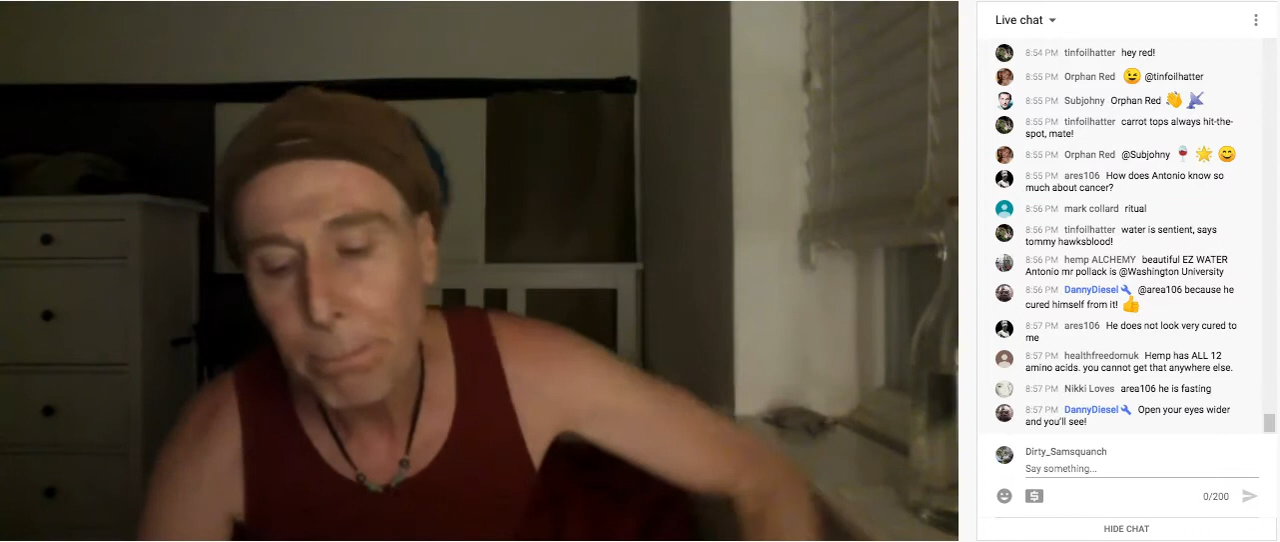 Live chat
8:54 PM tinfoilhatter hey red!
8:55 PM Orphan Red 😉 @tinfoilhatter
8:55 PM Subjohny Orphan Red 👋
8:55 PM tinfoilhatter carrot tops always hit-the-
spot, mate!
8:55 PM Orphan Red @Subjohny 🍷 🌟 😊
8:55 PM ares106 How does Antonio know so
much about cancer?
8:56 PM mark collard ritual
8:56 PM tinfoilhatter water is sentient, says
tommy hawksblood!
8:56 PM hemp ALCHEMY beautiful EZ WATER
Antonio mr pollack is @Washington University
8:56 PM DannyDiesel @area106 because he
cured himself from it! 👍
8:57 PM ares106 He does not look very cured to
me
8:57 PM healthfreedomuk Hemp has ALL 12
amino acids. you cannot get that anywhere else.
8:57 PM Nikki Loves area106 he is fasting
8:57 PM DannyDiesel Open your eyes wider
and you'll see!
Dirty_Samsquanch
Say something...
0/200
HIDE CHAT